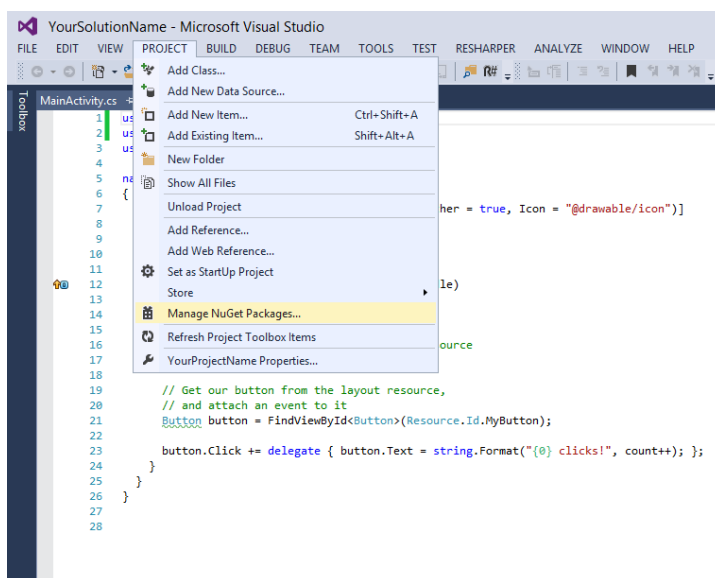 YourSolutionName - Microsoft Visual Studio
FILE EDIT VIEW PROJECT BUILD DEBUG TEAM TOOLS TEST RESHARPER ANALYZE WINDOW HELP
R#
Toolbox
MainActivity.cs
Add Class...
Add New Data Source...
Add New Item... Ctrl+Shift+A
Add Existing Item... Shift+Alt+A
New Folder
Show All Files
Unload Project
Add Reference...
Add Web Reference...
Set as StartUp Project
Store
Manage NuGet Packages...
Refresh Project Toolbox Items
YourProjectName Properties...
1 us
2 us
3 us
4
5 na
6 {
7 her = true, Icon = "@drawable/icon")]
8
9
10
11
12 le)
13
14
15
16 ource
17
18
19 // Get our button from the layout resource,
20 // and attach an event to it
21 Button button = FindViewById<Button>(Resource.Id.MyButton);
22
23 button.Click += delegate { button.Text = string.Format("{0} clicks!", count++); };
24 }
25 }
26 }
27
28